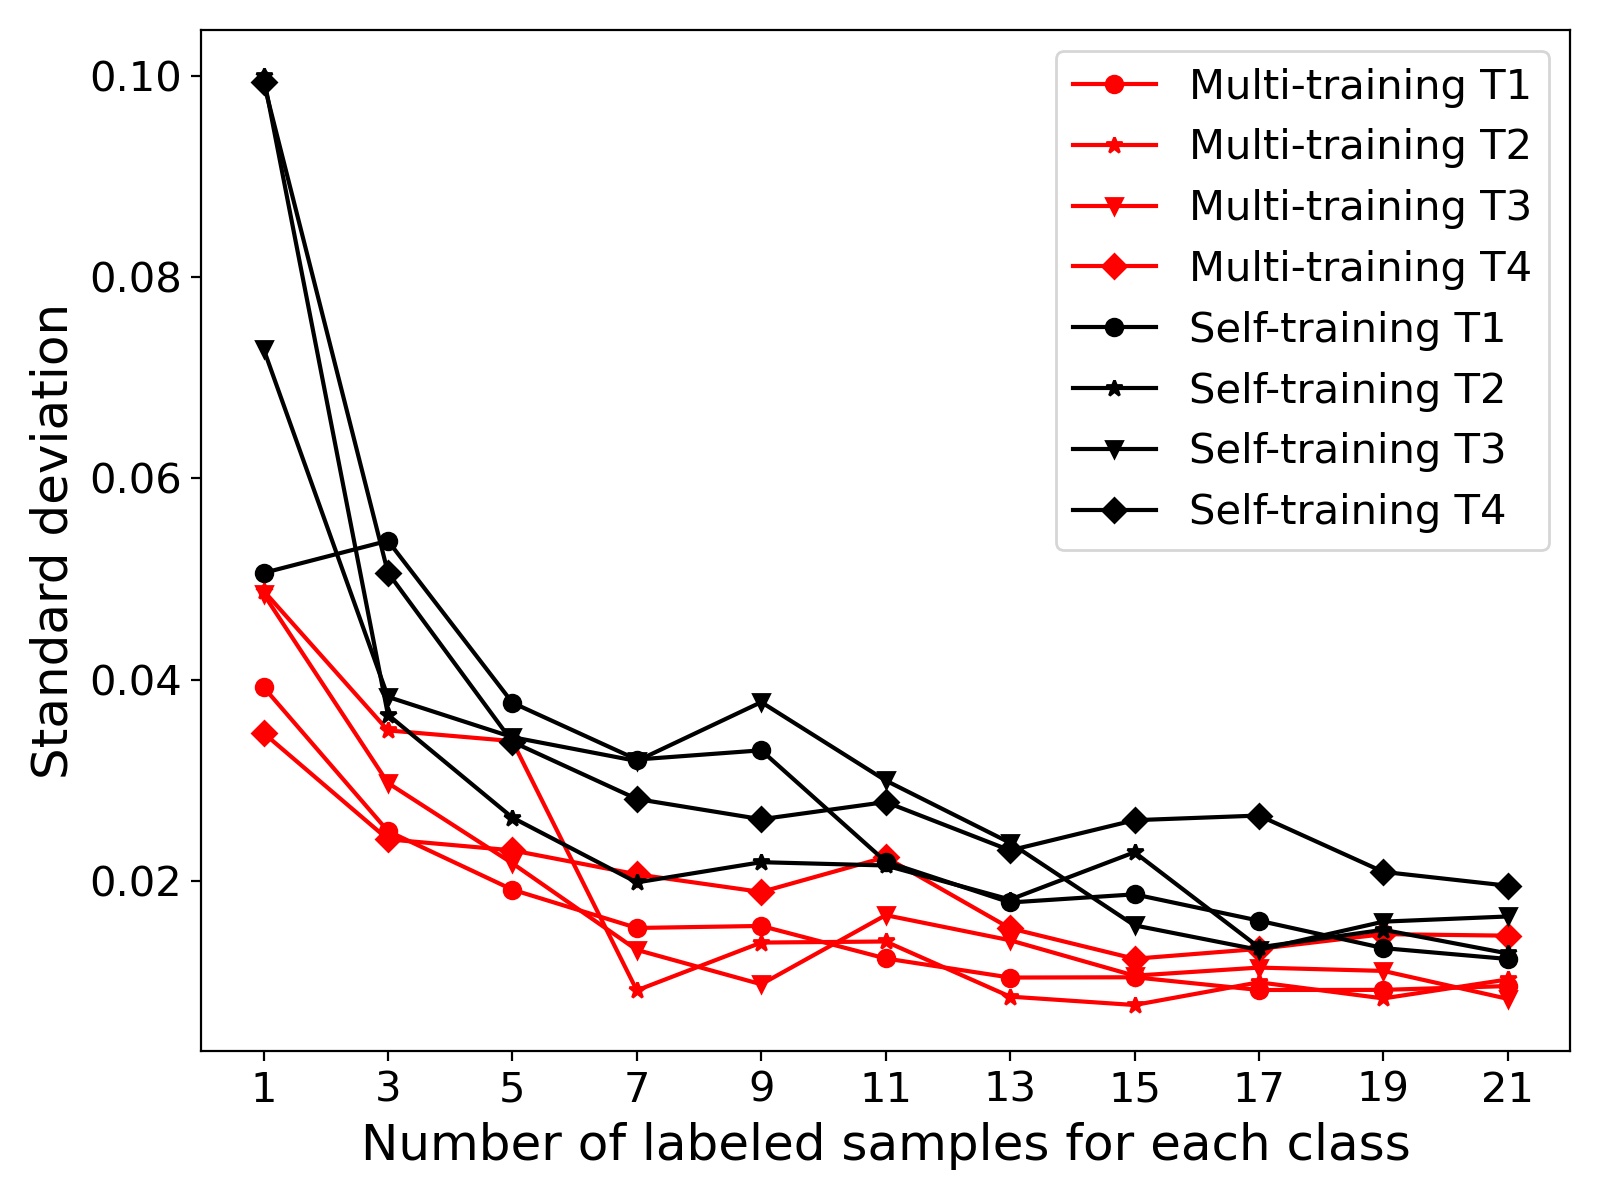 0.10
0.08
0.06
0.04
0.02
Standard deviation
Multi-training T1
Multi-training T2
Multi-training T3
Multi-training T4
Self-training T1
Self-training T2
Self-training T3
Self-training T4
1 3 5 7 9 11 13 15 17 19 21
Number of labeled samples for each class